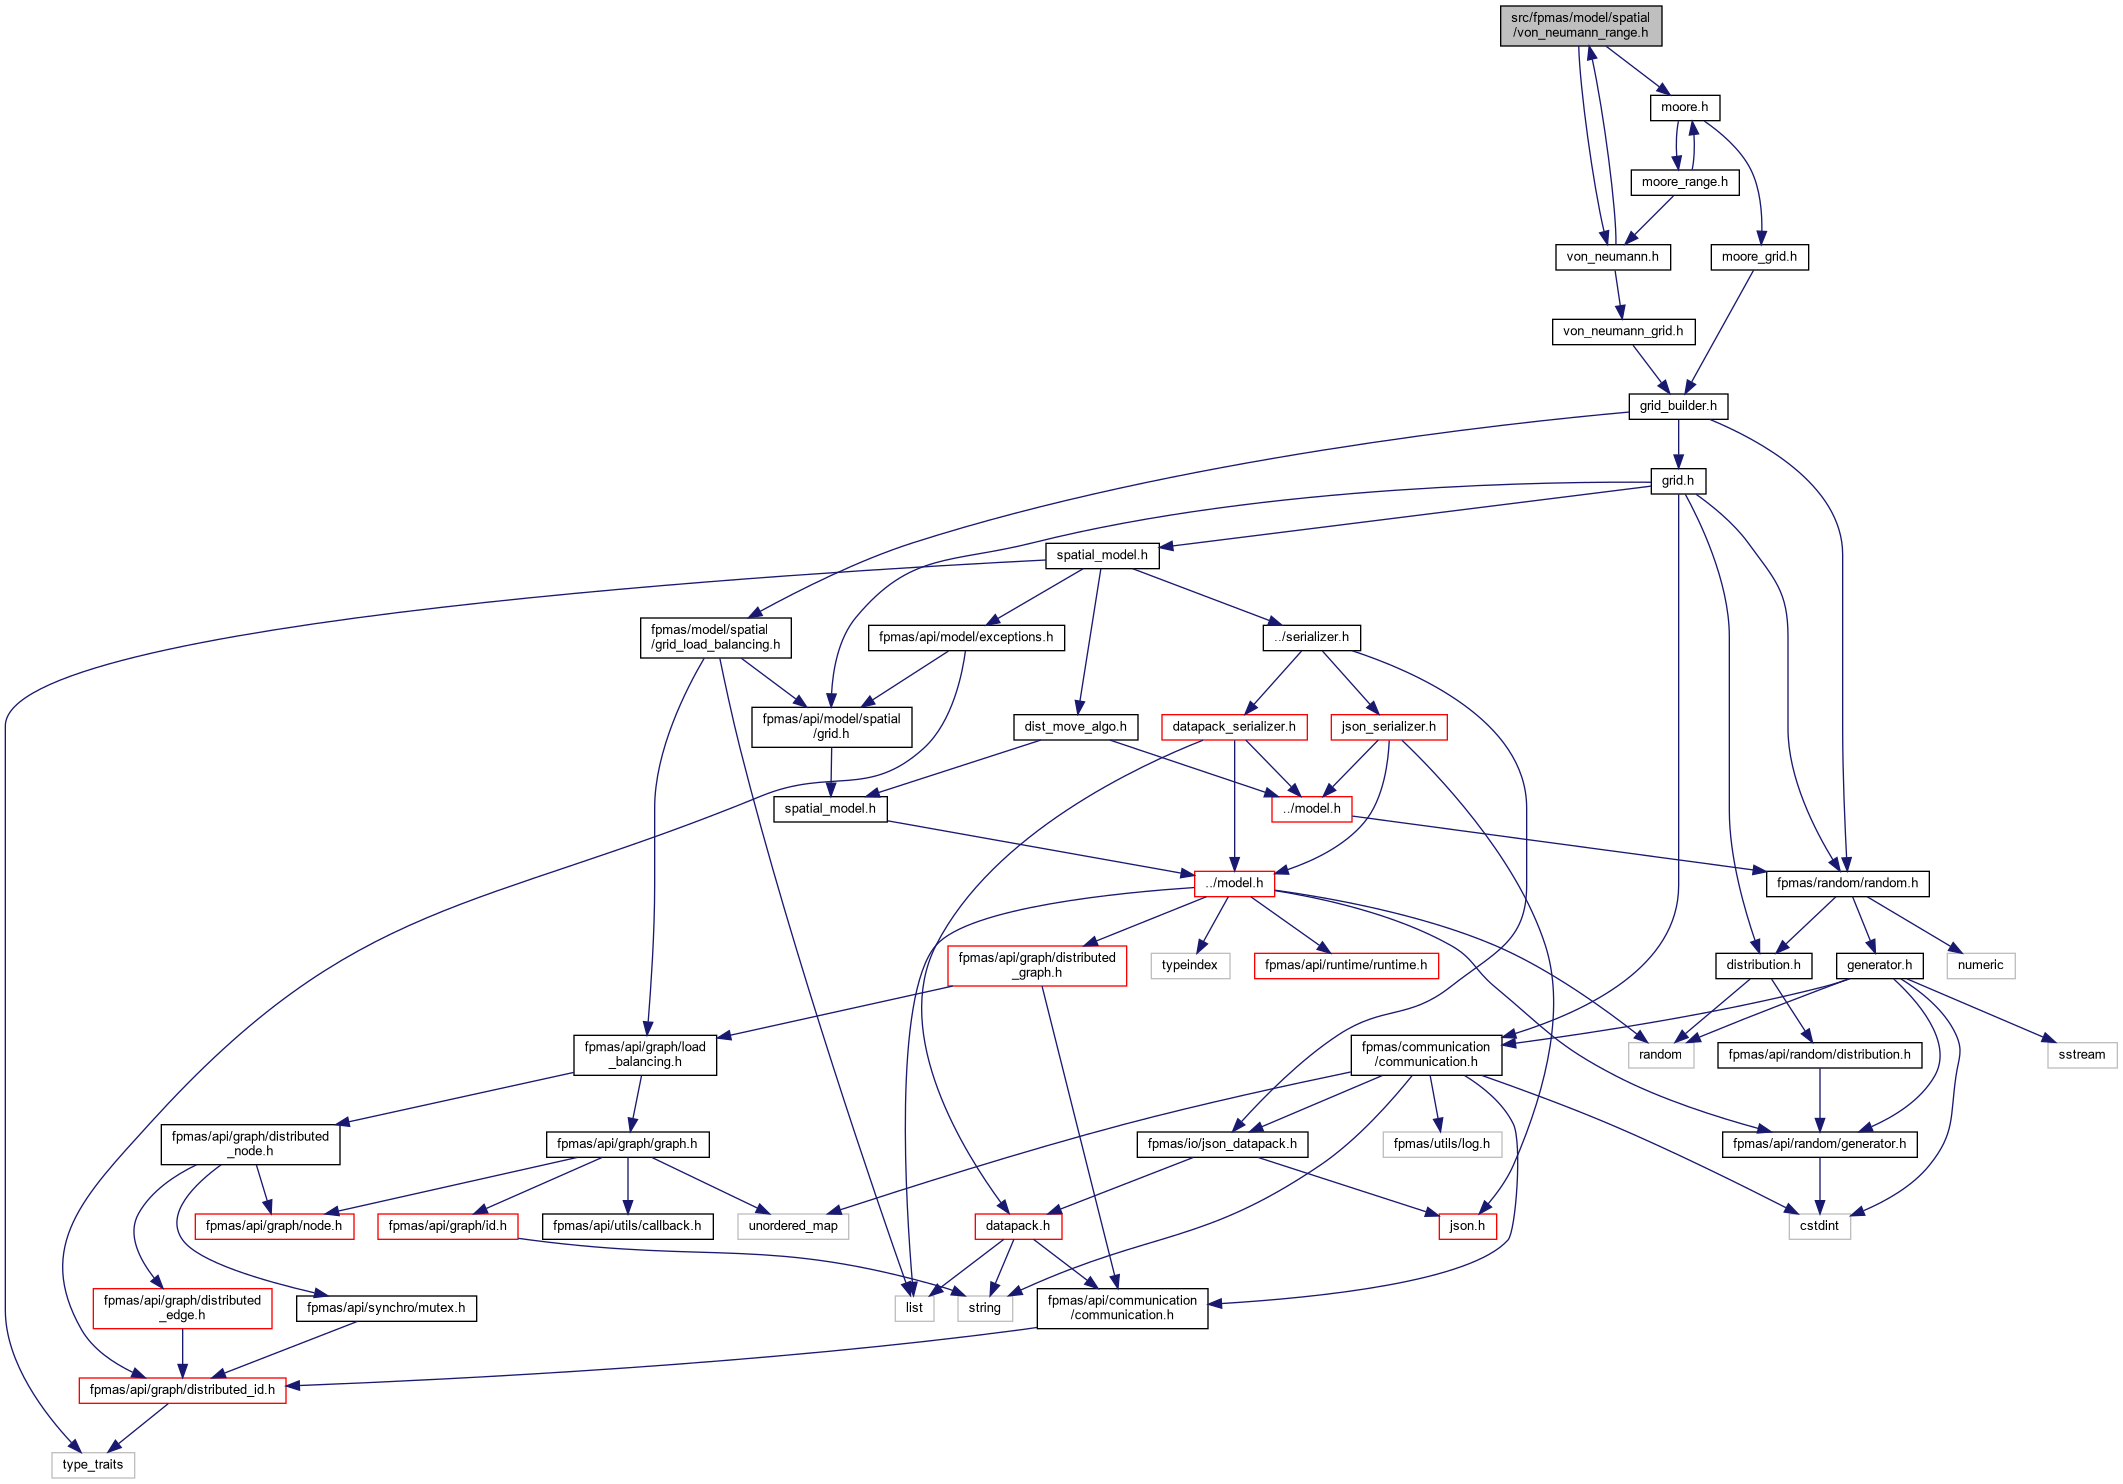 src/fpmas/model/spatial
/von_neumann_range.h
moore.h
moore_range.h
von_neumann.h
moore_grid.h
von_neumann_grid.h
grid_builder.h
grid.h
spatial_model.h
fpmas/model/spatial
/grid_load_balancing.h
fpmas/api/model/exceptions.h
../serializer.h
fpmas/api/model/spatial
/grid.h
dist_move_algo.h
datapack_serializer.h
json_serializer.h
spatial_model.h
../model.h
../model.h
fpmas/random/random.h
fpmas/api/graph/distributed
_graph.h
typeindex
fpmas/api/runtime/runtime.h
distribution.h
generator.h
numeric
fpmas/api/graph/load
_balancing.h
fpmas/communication
/communication.h
random
fpmas/api/random/distribution.h
sstream
fpmas/api/graph/distributed
_node.h
fpmas/api/graph/graph.h
fpmas/io/json_datapack.h
fpmas/utils/log.h
fpmas/api/random/generator.h
fpmas/api/graph/node.h
fpmas/api/graph/id.h
fpmas/api/utils/callback.h
unordered_map
datapack.h
json.h
cstdint
fpmas/api/graph/distributed
_edge.h
fpmas/api/synchro/mutex.h
list
string
fpmas/api/communication
/communication.h
fpmas/api/graph/distributed_id.h
type_traits